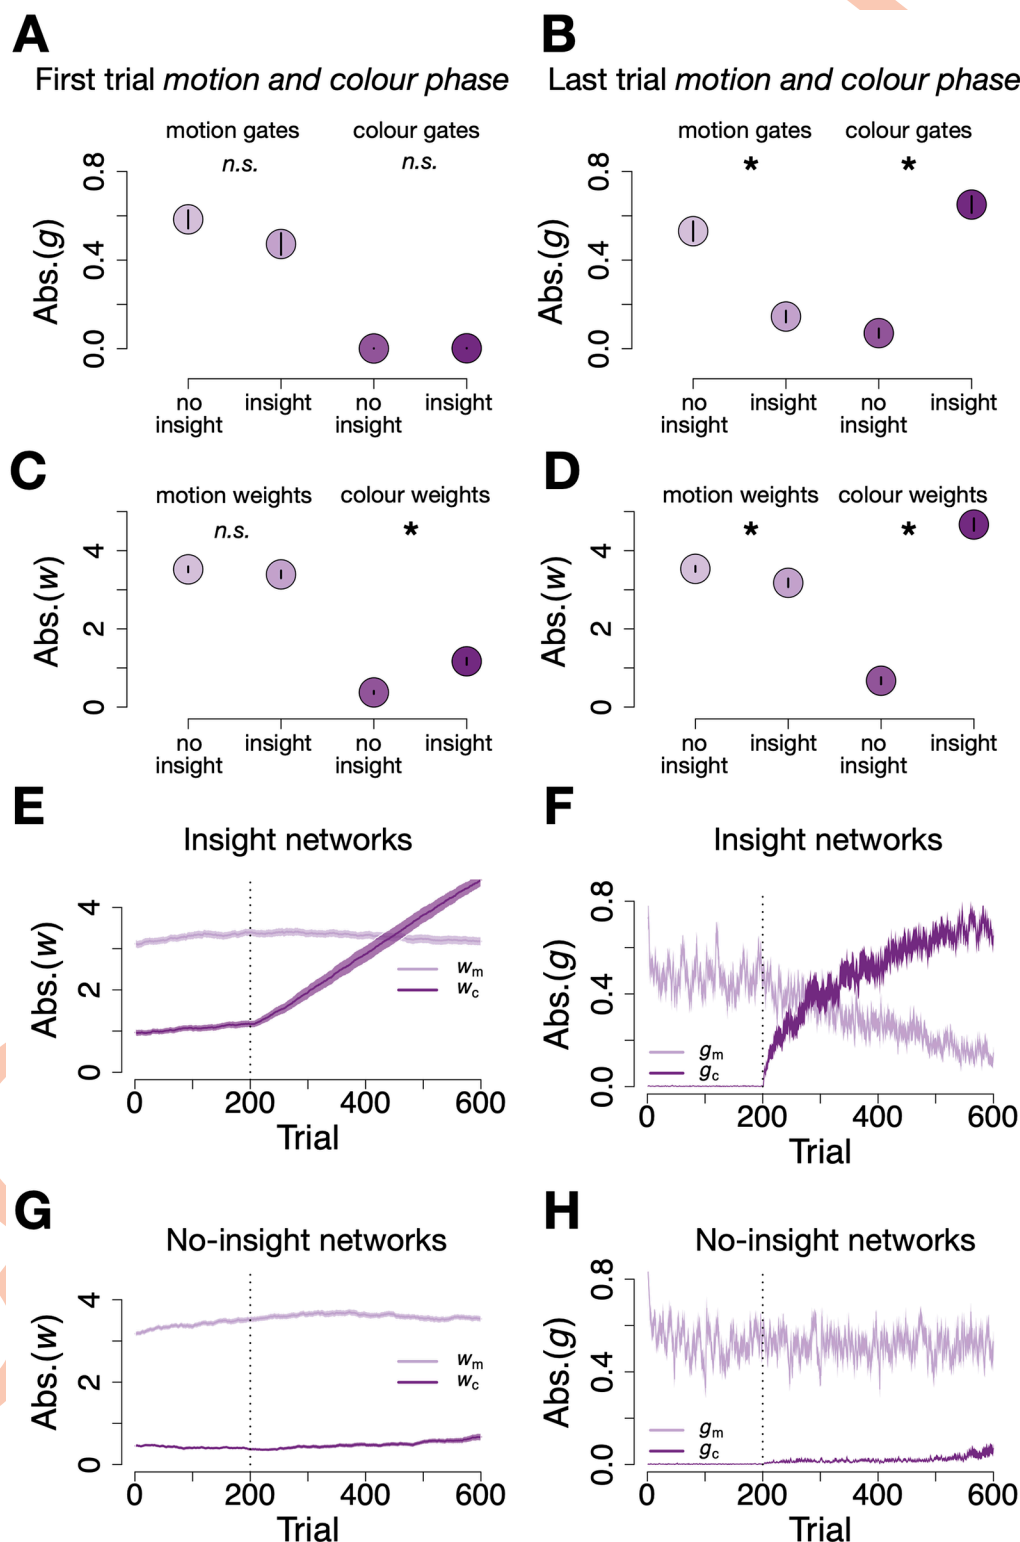 A
First trial motion and colour phase
motion gates
colour gates
n.s.
n.s.
Abs.(g)
0.8
0.4
0.0
no insight
insight
no insight
insight
B
Last trial motion and colour phase
motion gates
colour gates
*
*
Abs.(g)
0.8
0.4
0.0
no insight
insight
no insight
insight
C
motion weights
colour weights
n.s.
*
Abs.(w)
4
2
0
no insight
insight
no insight
insight
D
motion weights
colour weights
*
*
Abs.(w)
4
2
0
no insight
insight
no insight
insight
E
Insight networks
Abs.(w)
4
2
0
wm
wc
0
200
400
600
Trial
F
Insight networks
Abs.(g)
0.8
0.4
0.0
gm
gc
0
200
400
600
Trial
G
No-insight networks
Abs.(w)
4
2
0
wm
wc
0
200
400
600
Trial
H
No-insight networks
Abs.(g)
0.8
0.4
0.0
gm
gc
0
200
400
600
Trial